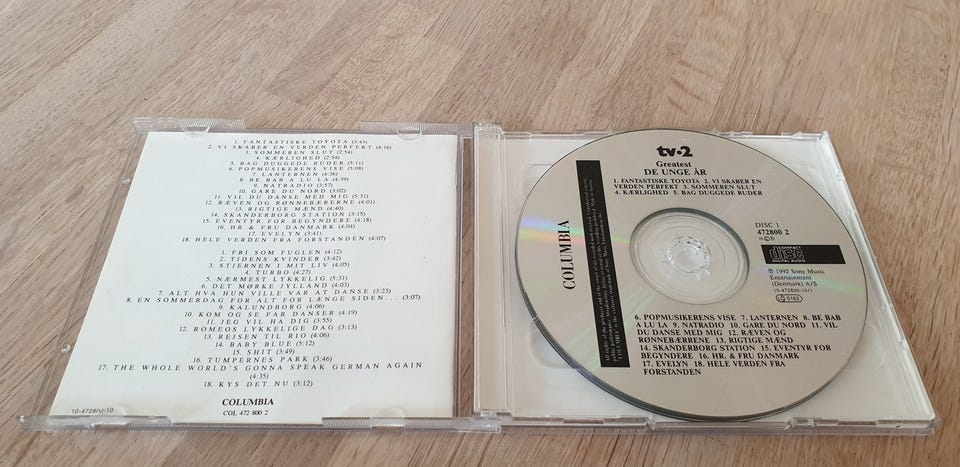 1. FANTASTISKE TOYOTA (3:43)
2. VI SKABER EN VERDEN PERFEKT (4:16)
3. SOMMEREN SLUT (2:54)
4. KÆRLIGHED (2:54)
5. BAG DUGGEDE RUDER (5:11)
6. POPMUSIKERENS VISE (5:08)
7. LANTERNEN (4:36)
8. BE BAB A LU LA (4:39)
9. NATRADIO (3:57)
10. GARE DU NORD (3:02)
11. VIL DU DANSE MED MIG (5:31)
12. RÆVEN OG RØNNEBÆRRENE (4:01)
13. RIGTIGE MÆND (4:40)
14. SKANDERBORG STATION (3:15)
15. EVENTYR FOR BEGYNDERE (4:18)
16. HR & FRU DANMARK (4:04)
17. EVELYN (3:41)
18. HELE VERDEN FRA FORSTANDEN (4:07)
1. FRI SOM FUGLEN (4:12)
2. TIDENS KVINDER (3:42)
3. STJERNEN I MIT LIV (4:05)
4. TURBO (4:27)
5. NÆRMEST LYKKELIG (5:31)
6. DET MØRKE JYLLAND (4:03)
7. ALT HVA HUN VILLE VAR AT DANSE (3:23)
8. EN SOMMERDAG FOR ALT FOR LÆNGE SIDEN... (3:07)
9. KALUNDBORG (5:06)
10. KOM OG SE FAR DANSER (4:19)
11. JEG VIL HA DIG (3:55)
12. ROMEOS LYKKELIGE DAG (3:13)
13. REJSEN TIL RIO (4:06)
14. BABY BLUE (5:12)
15. SHIT (3:49)
16. TUMPERNES PARK (3:46)
17. THE WHOLE WORLD'S GONNA SPEAK GERMAN AGAIN
(4:35)
18. KYS DET NU (3:12)
COLUMBIA
COL 472 800 2
tv·2
Greatest
DE UNGE ÅR
1. FANTASTISKE TOYOTA 2. VI SKABER EN
VERDEN PERFEKT 3. SOMMEREN SLUT
4. KÆRLIGHED 5. BAG DUGGEDE RUDER
COLUMBIA
DISC 1
472800 2
n©b
COMPACT
disc
DIGITAL AUDIO
℗ 1992 Sony Music
Entertainment
(Denmark) A/S
LC 0162
6. POPMUSIKERENS VISE 7. LANTERNEN 8. BE BAB
A LU LA 9. NATRADIO 10. GARE DU NORD 11. VIL
DU DANSE MED MIG 12. RÆVEN OG
RØNNEBÆRRENE 13. RIGTIGE MÆND
14. SKANDERBORG STATION 15. EVENTYR FOR
BEGYNDERE 16. HR. & FRU DANMARK
17. EVELYN 18. HELE VERDEN FRA
FORSTANDEN